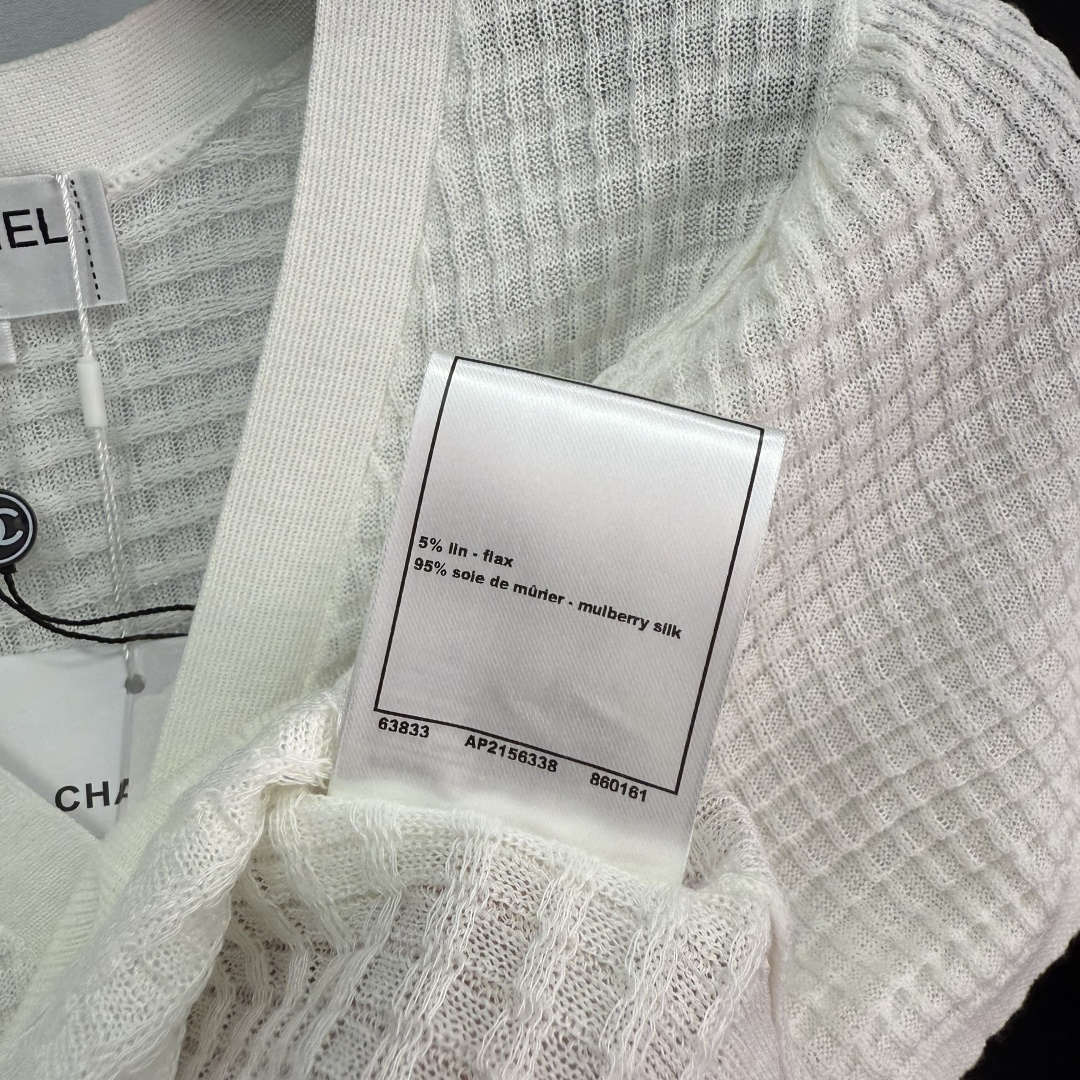 EL
5% lin - flax
95% soie de mûrier - mulberry silk
63833 AP2156338 860161
CHA